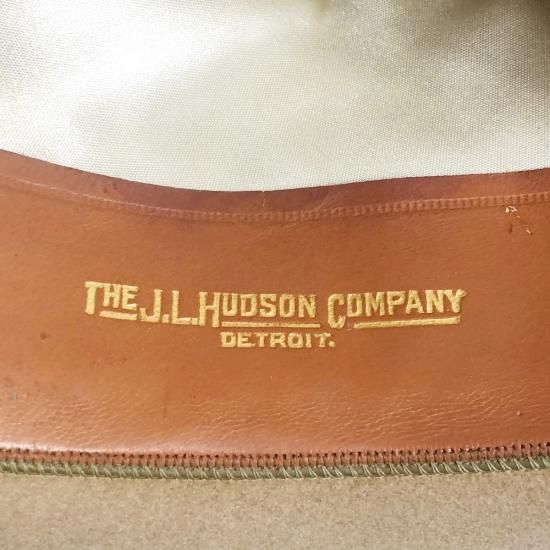 THE J.L. HUDSON COMPANY
DETROIT.